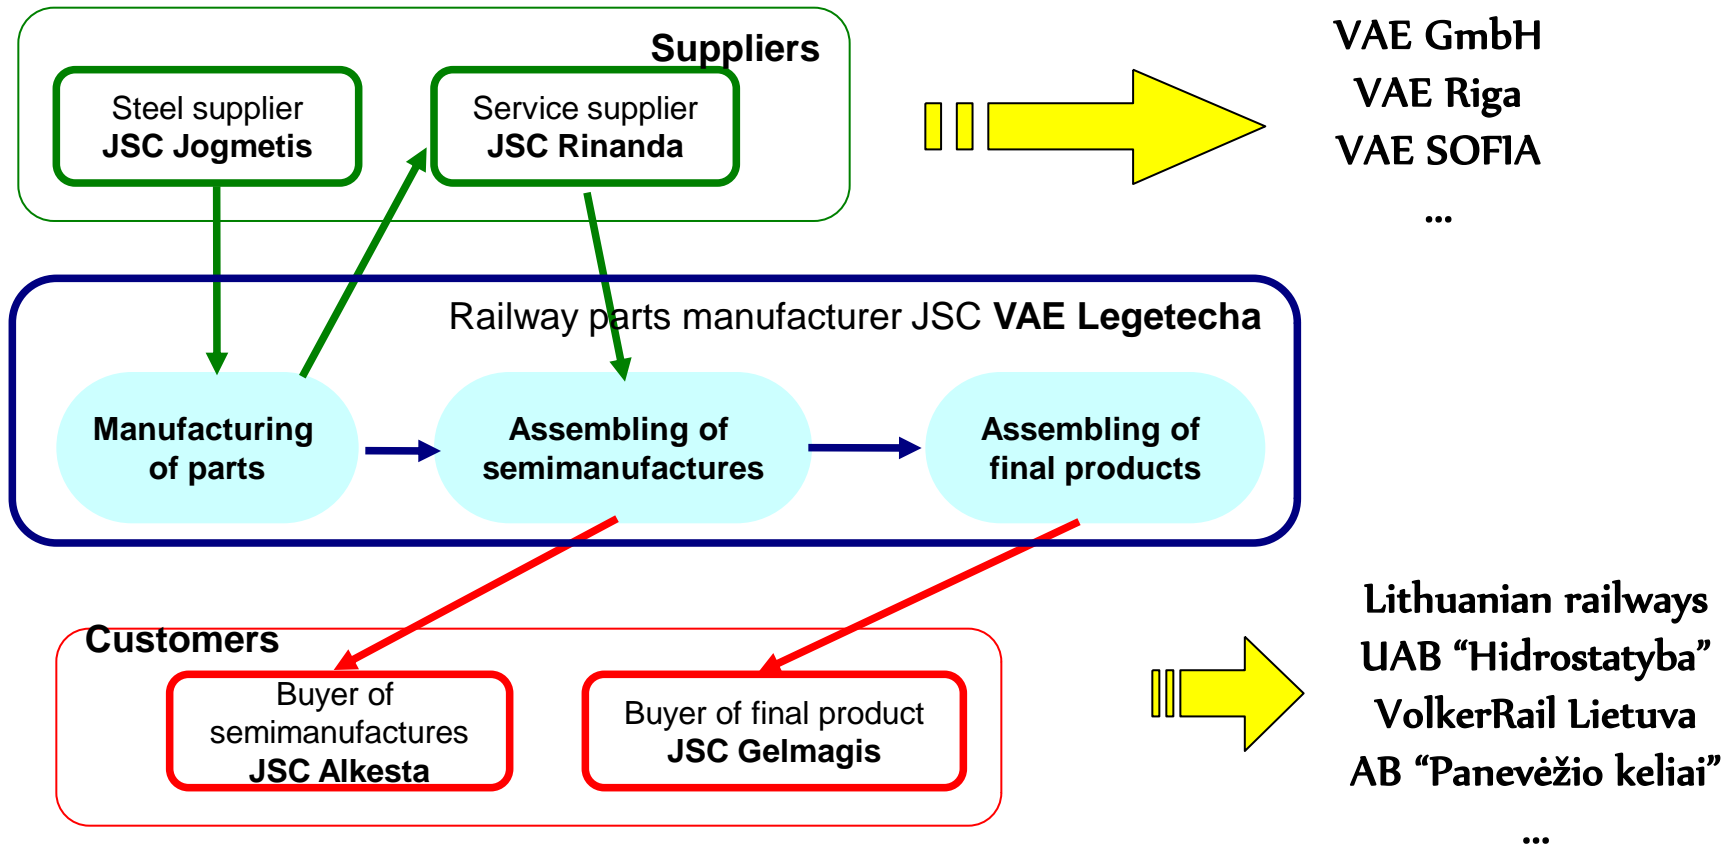 Suppliers
Steel supplier
JSC Jogmetis
Service supplier
JSC Rinanda
VAE GmbH
VAE Riga
VAE SOFIA
...
Railway parts manufacturer JSC VAE Legetecha
Manufacturing
of parts
Assembling of
semimanufactures
Assembling of
final products
Customers
Buyer of
semimanufactures
JSC Alkesta
Buyer of final product
JSC Gelmagis
Lithuanian railways
UAB “Hidrostatyba”
VolkerRail Lietuva
AB “Panevėžio keliai”
...